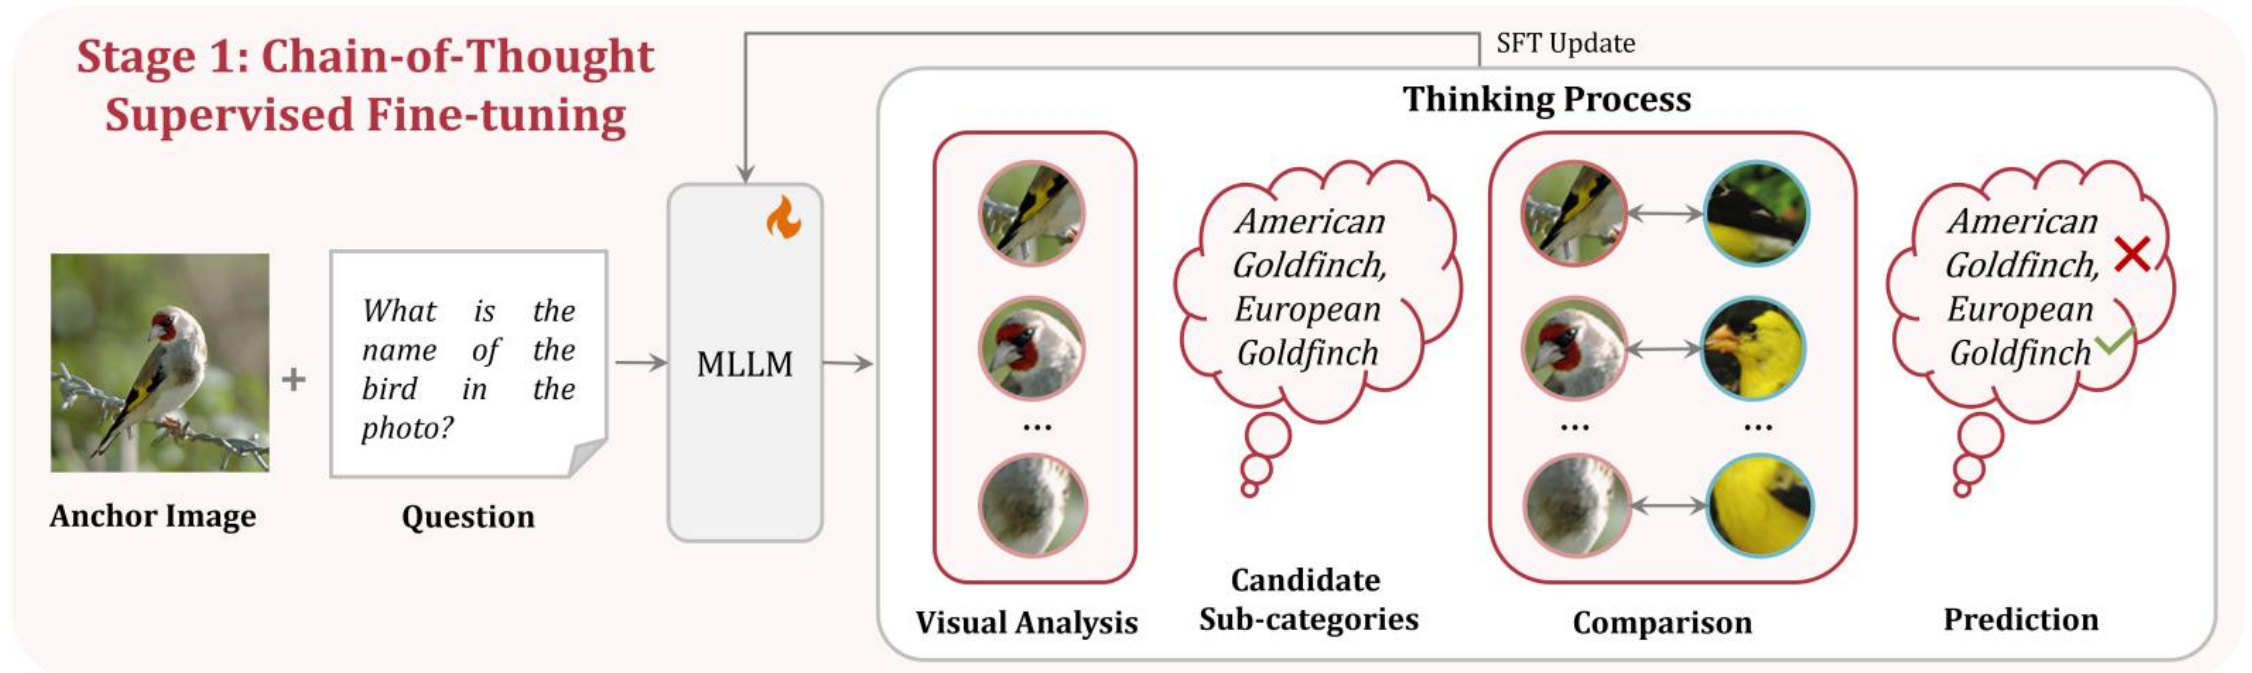 Stage 1: Chain-of-Thought
Supervised Fine-tuning
SFT Update
Thinking Process
What is the
name of the
bird in the
photo?
+
MLLM
American
Goldfinch,
European
Goldfinch
...
... ...
American
Goldfinch,
European
Goldfinch
Anchor Image
Question
Visual Analysis
Candidate
Sub-categories
Comparison
Prediction